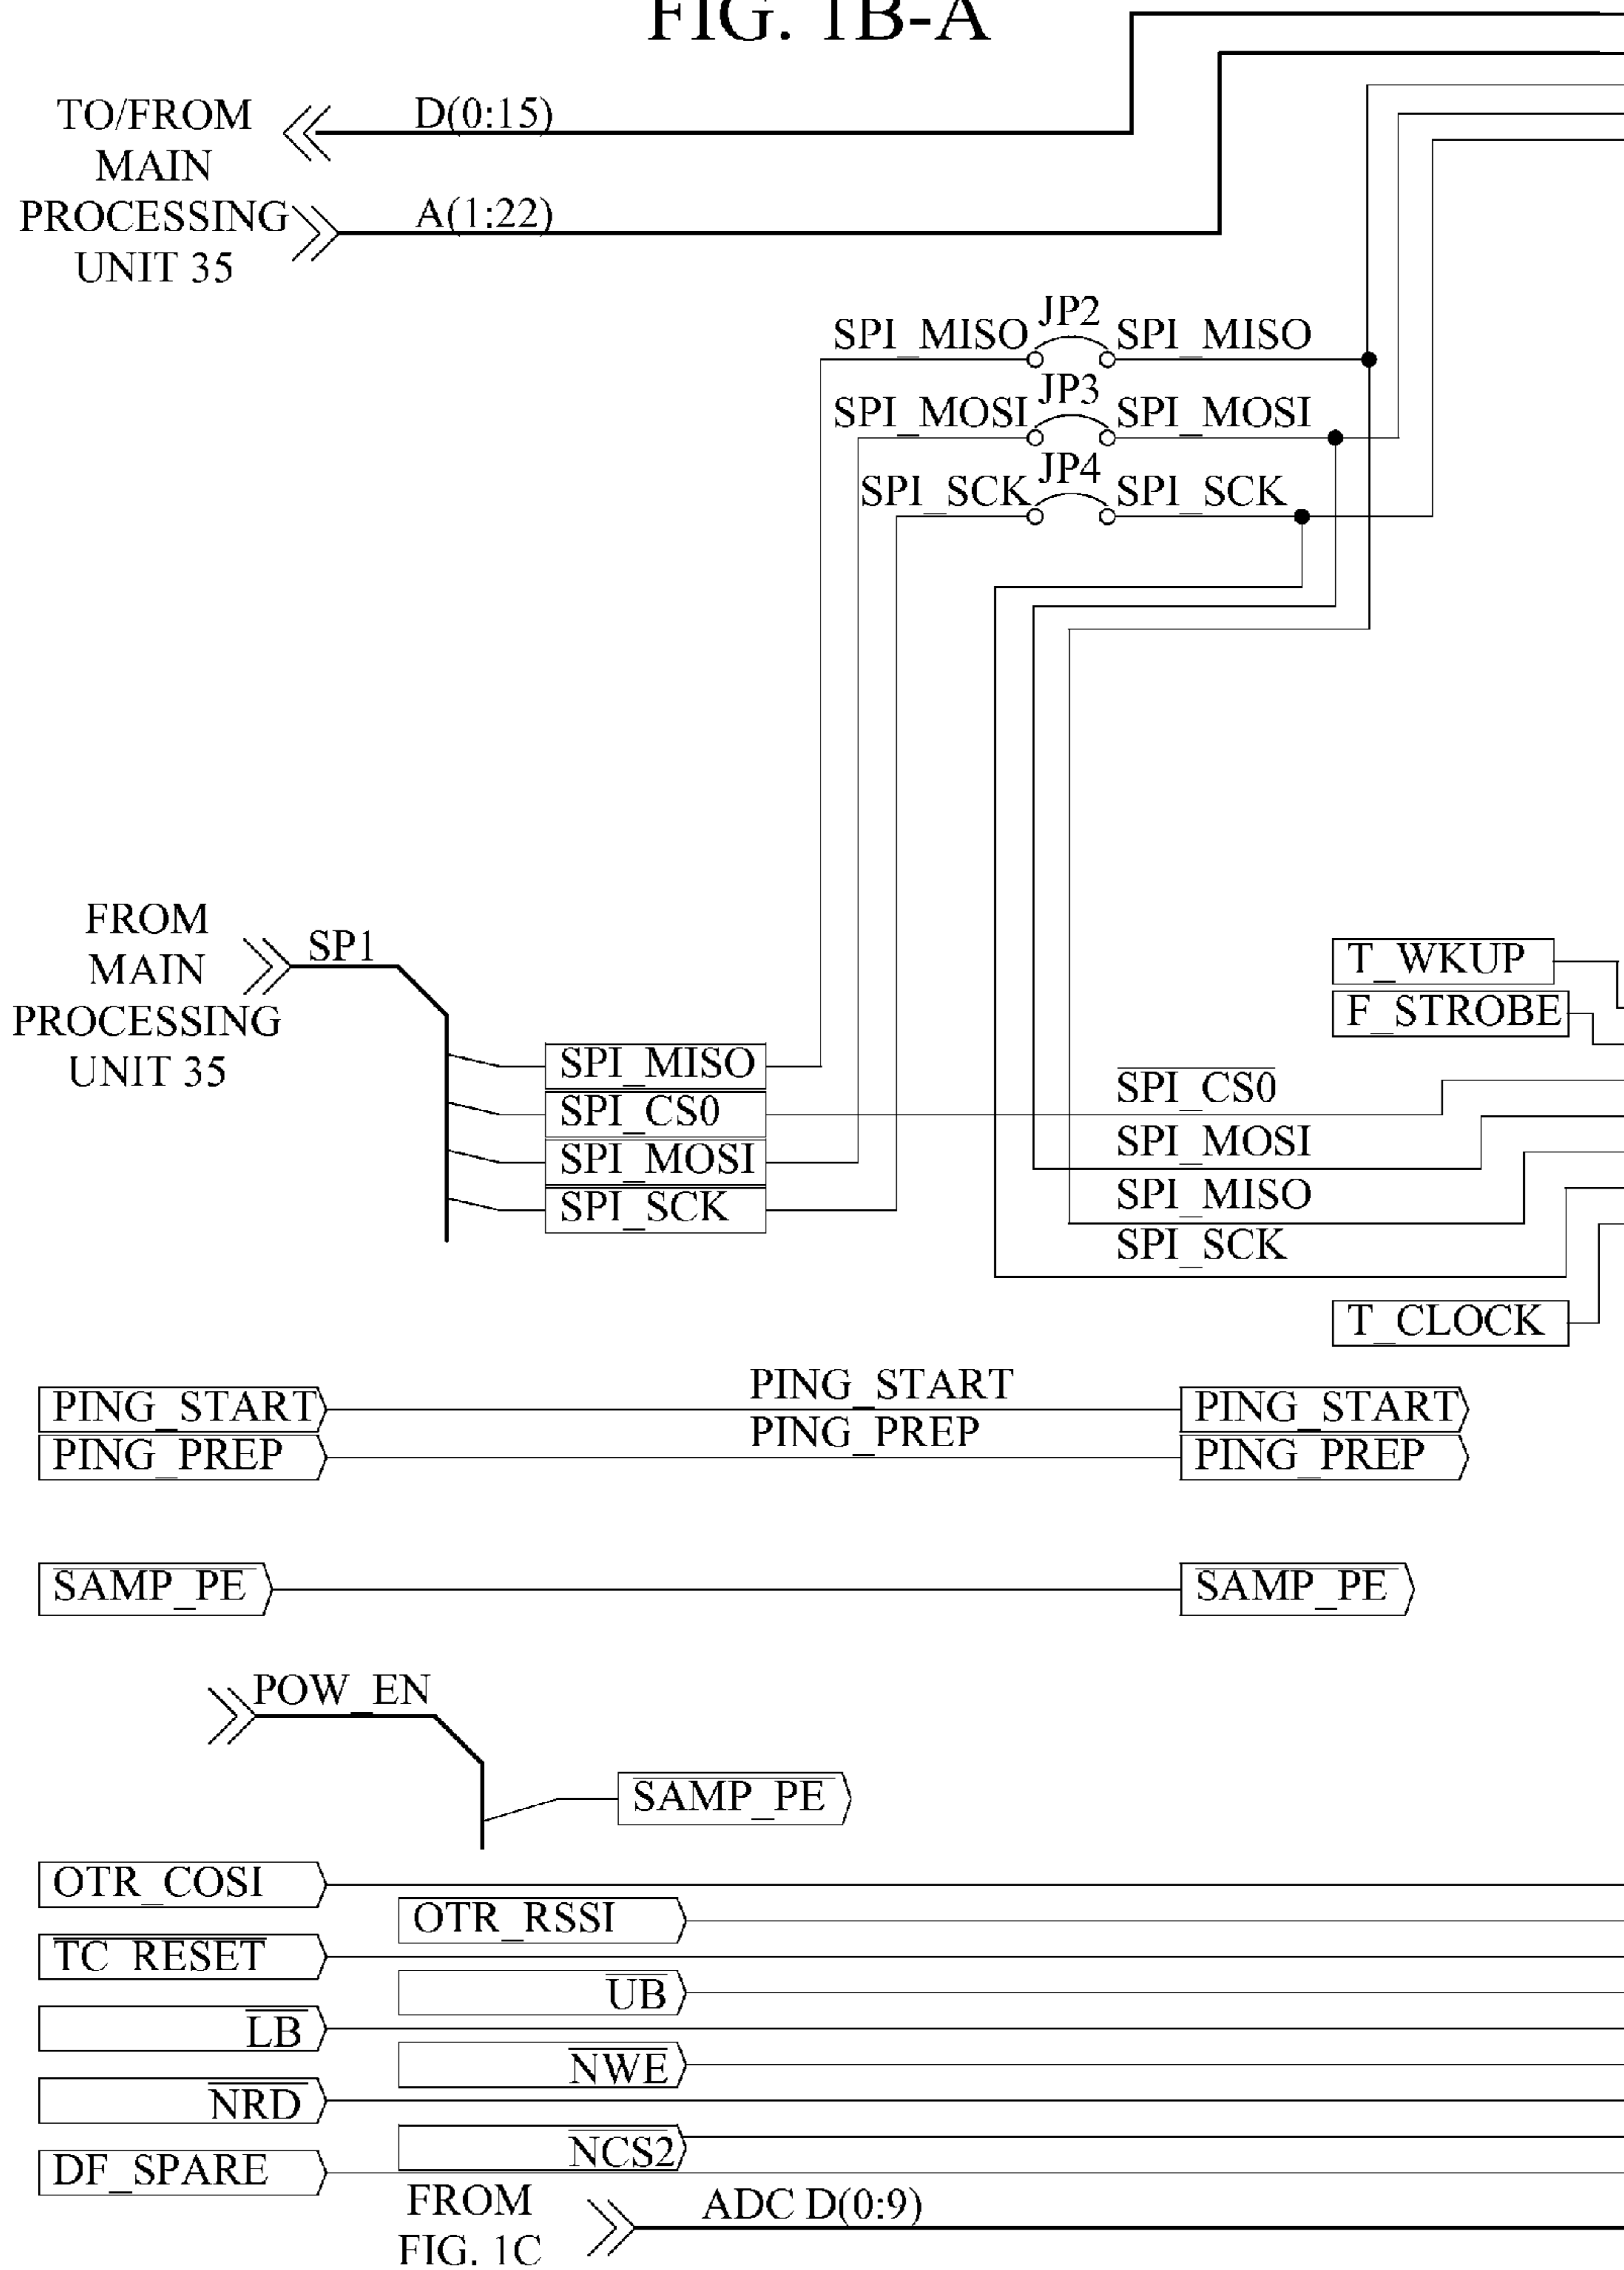 FIG. 1B-A
TO/FROM
MAIN
PROCESSING
UNIT 35
D(0:15)
A(1:22)
JP2
SPI_MISO
SPI_MISO
JP3
SPI_MOSI
SPI_MOSI
JP4
SPI_SCK
SPI_SCK
FROM
MAIN
PROCESSING
UNIT 35
SP1
SPI_MISO
SPI_CS0
SPI_MOSI
SPI_SCK
T_WKUP
F_STROBE
SPI_CS0
SPI_MOSI
SPI_MISO
SPI_SCK
T_CLOCK
PING_START
PING_START
PING_START
PING_PREP
PING_PREP
PING_PREP
SAMP_PE
SAMP_PE
POW_EN
SAMP_PE
OTR_COSI
OTR_RSSI
TC_RESET
UB
LB
NWE
NRD
NCS2
DF_SPARE
FROM
FIG. 1C
ADC D(0:9)